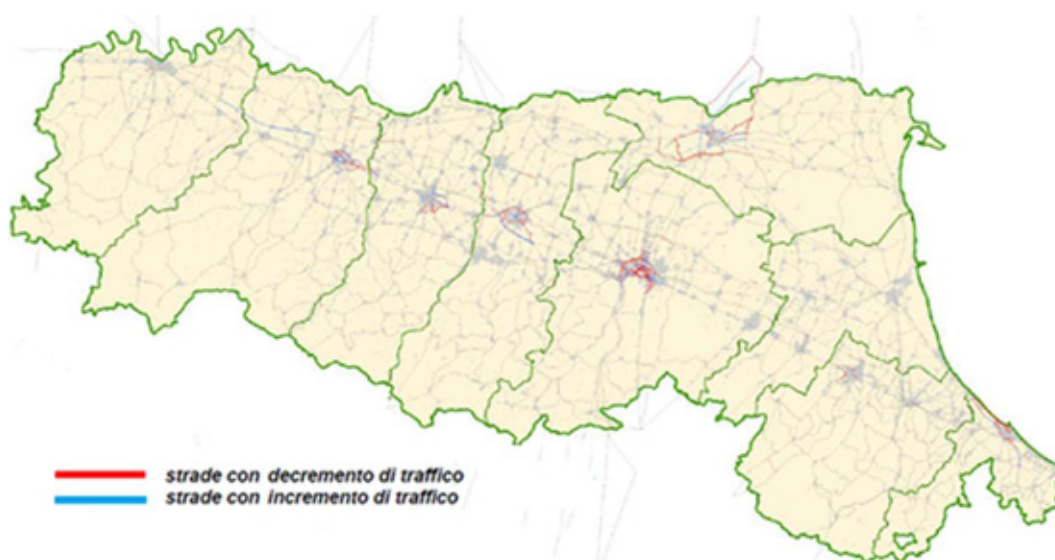 strade con decremento di traffico
strade con incremento di traffico